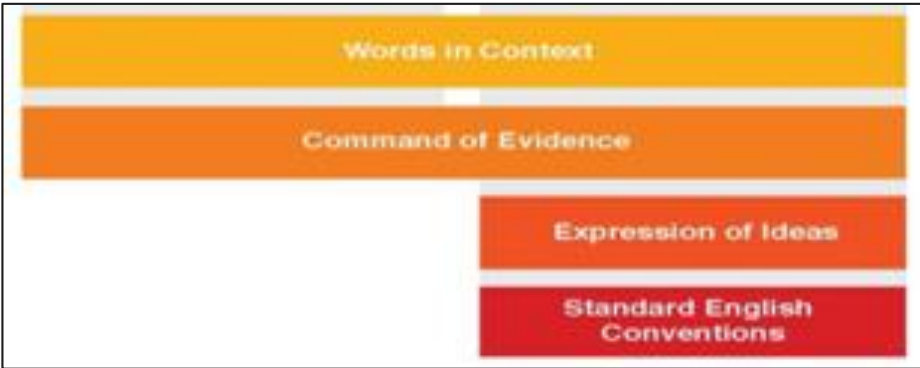 Words in Context
Command of Evidence
Expression of Ideas
Standard English
Conventions